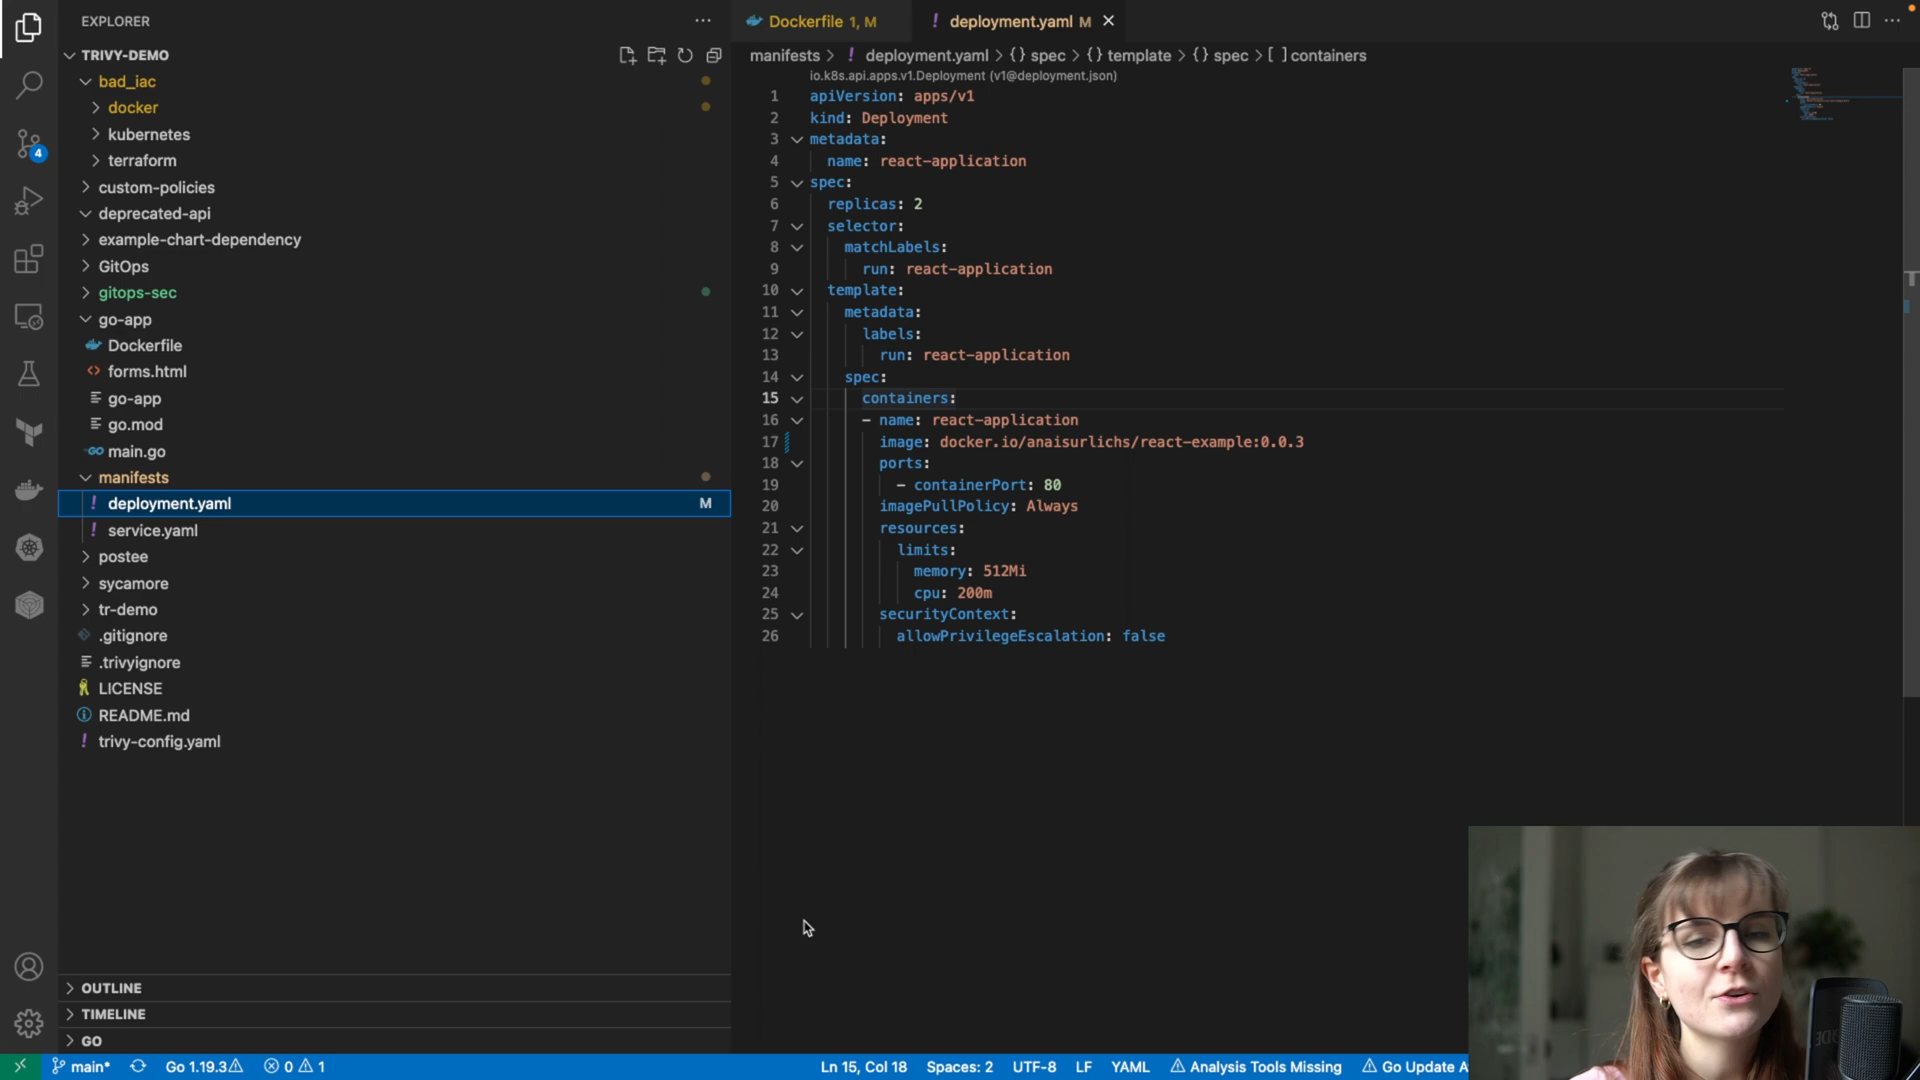 EXPLORER
TRIVY-DEMO
bad_iac
docker
kubernetes
terraform
custom-policies
deprecated-api
example-chart-dependency
GitOps
gitops-sec
go-app
Dockerfile
forms.html
go-app
go.mod
main.go
manifests
deployment.yaml M
service.yaml
postee
sycamore
tr-demo
.gitignore
.trivyignore
LICENSE
README.md
trivy-config.yaml
OUTLINE
TIMELINE
GO
4
Dockerfile 1, M
deployment.yaml M
manifests > ! deployment.yaml > {} spec > {} template > {} spec > [ ] containers
io.k8s.api.apps.v1.Deployment (v1@deployment.json)
1 apiVersion: apps/v1
2 kind: Deployment
3 metadata:
4 name: react-application
5 spec:
6 replicas: 2
7 selector:
8 matchLabels:
9 run: react-application
10 template:
11 metadata:
12 labels:
13 run: react-application
14 spec:
15 containers:
16 - name: react-application
17 image: docker.io/anaisurlichs/react-example:0.0.3
18 ports:
19 - containerPort: 80
20 imagePullPolicy: Always
21 resources:
22 limits:
23 memory: 512Mi
24 cpu: 200m
25 securityContext:
26 allowPrivilegeEscalation: false
main* Go 1.19.3 0 1 Ln 15, Col 18 Spaces: 2 UTF-8 LF YAML Analysis Tools Missing Go Update A